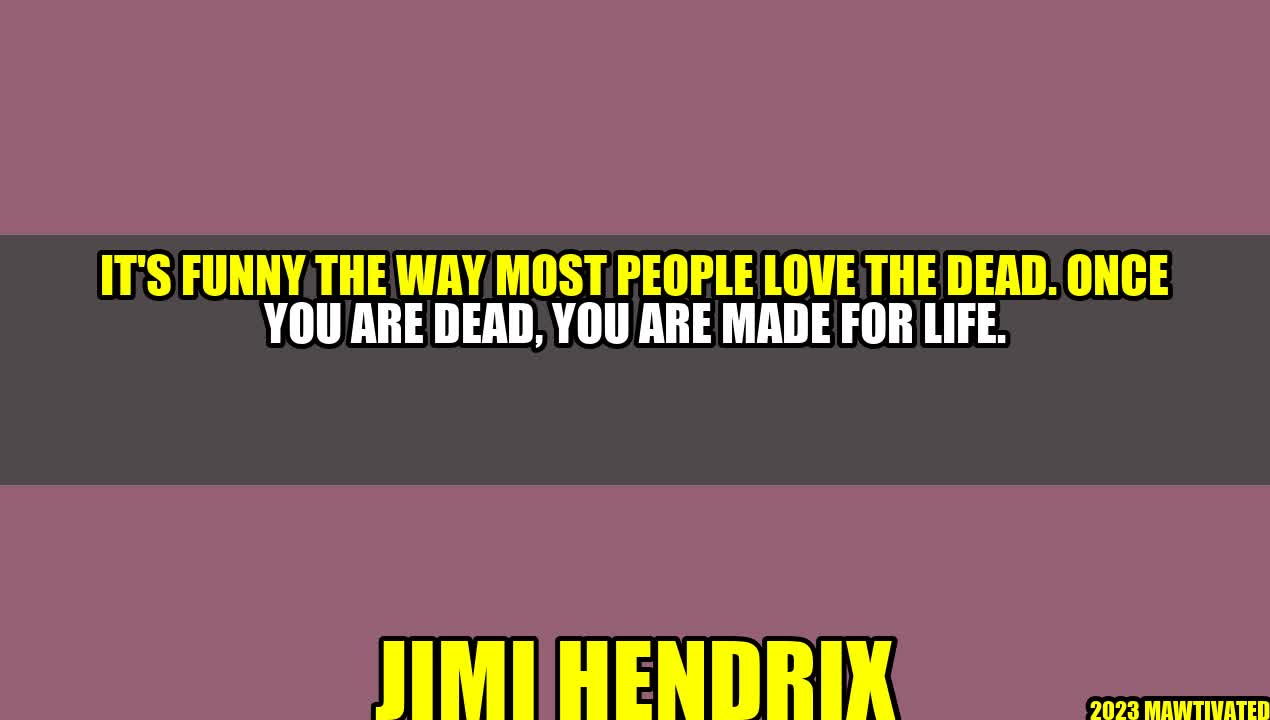 IT'S FUNNY THE WAY MOST PEOPLE LOVE THE DEAD. ONCE
YOU ARE DEAD, YOU ARE MADE FOR LIFE.
JIMI HENDRIX
2023 MAWTIVATED